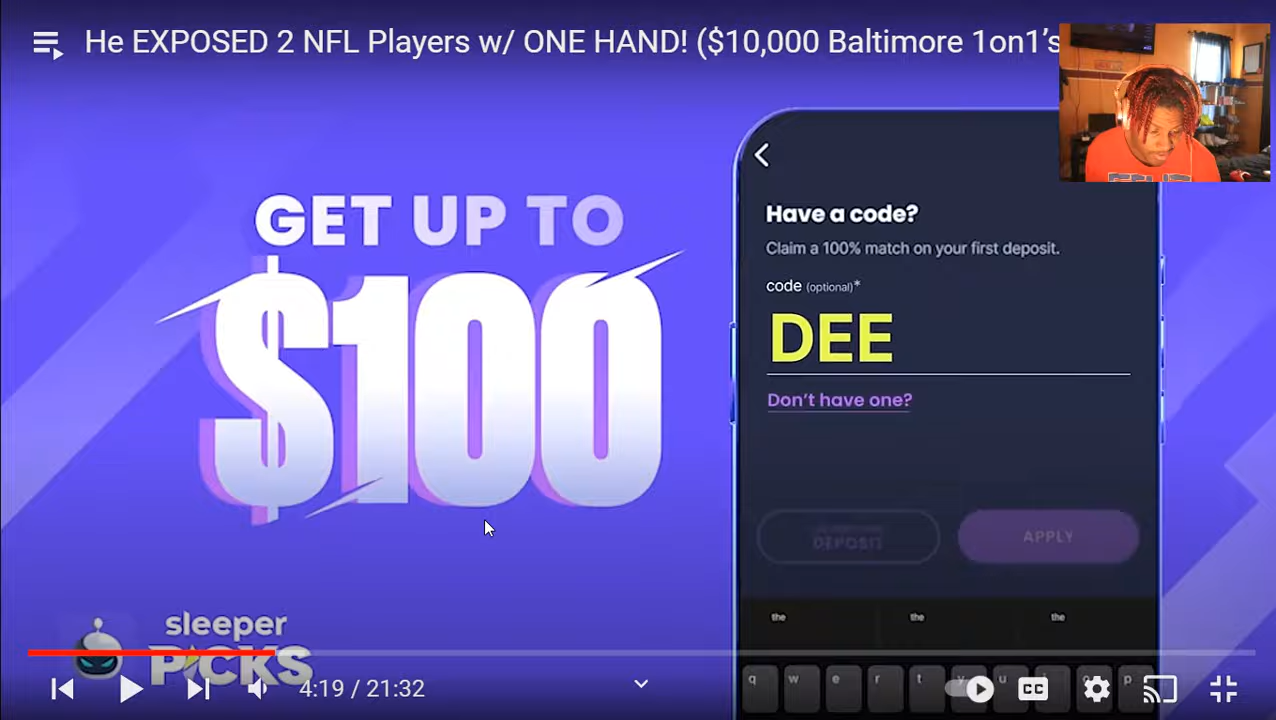 He EXPOSED 2 NFL Players w/ ONE HAND! ($10,000 Baltimore 1on1’s
GET UP TO
$100
Have a code?
Claim a 100% match on your first deposit.
code (optional)*
DEE
Don’t have one?
DEPOSIT
APPLY
the the the
sleeper
PICKS
q w e r t y u i o p
4:19 / 21:32
CC